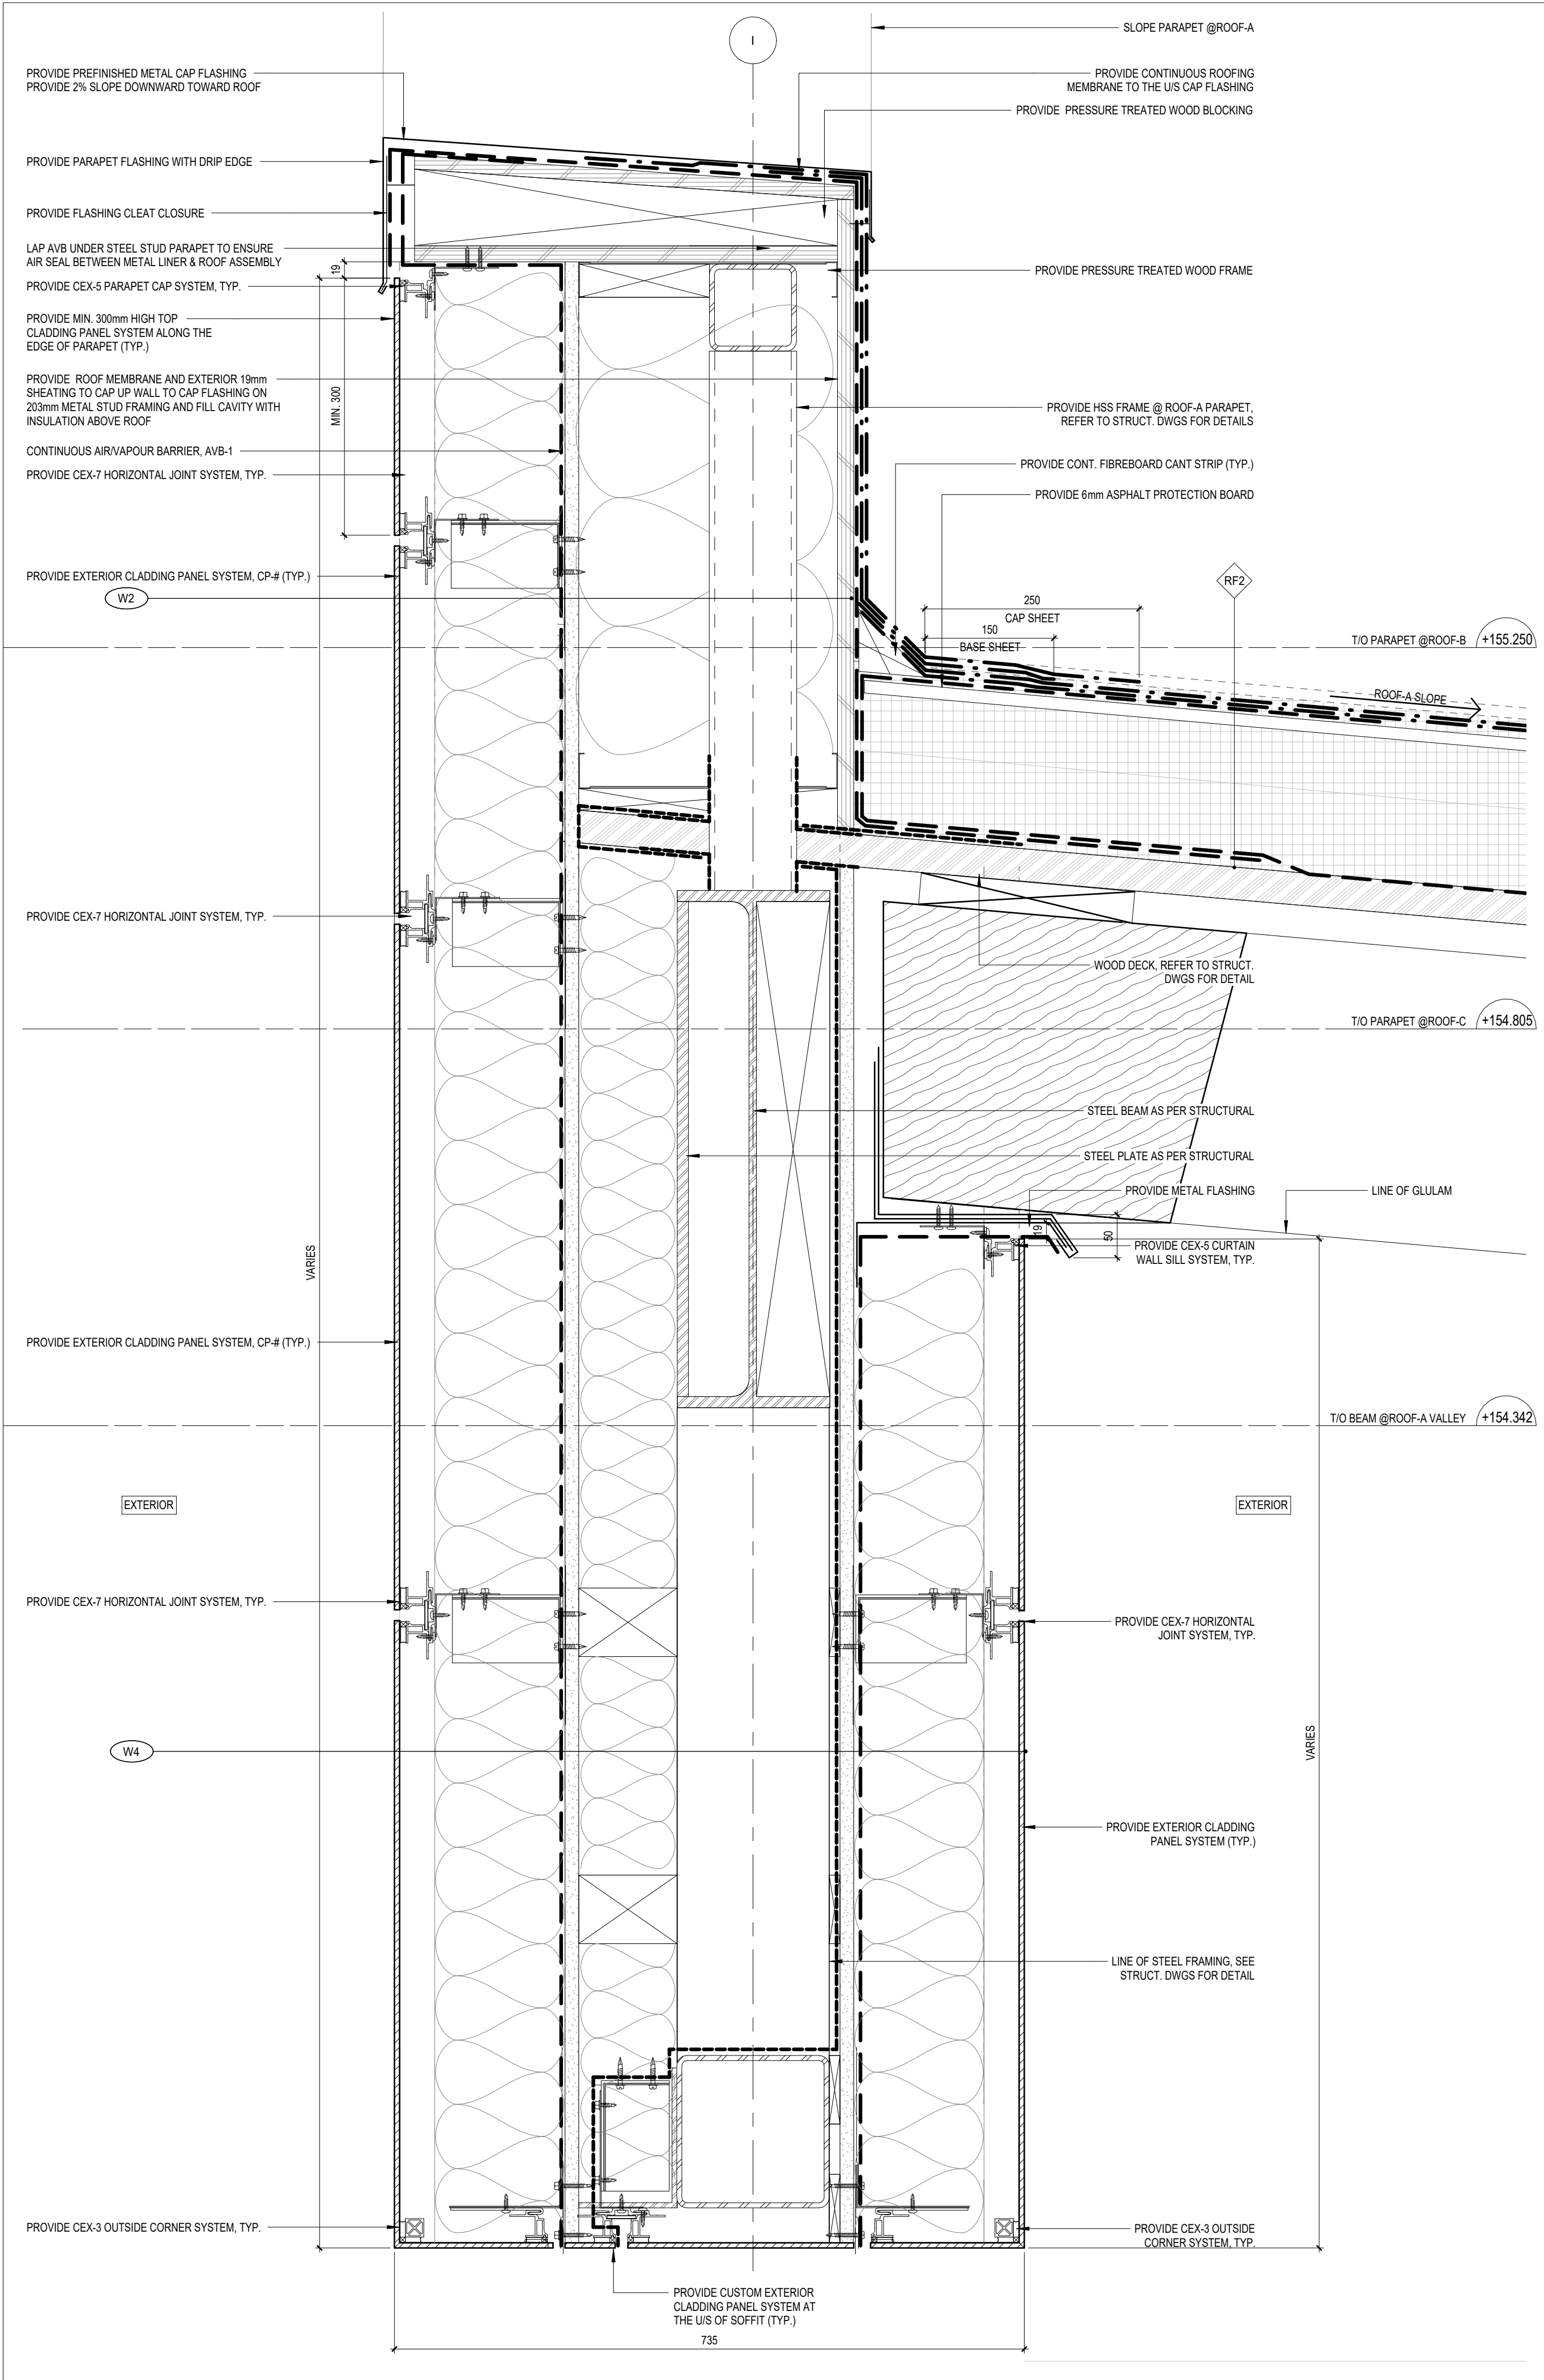 I
SLOPE PARAPET @ROOF-A
PROVIDE PREFINISHED METAL CAP FLASHING
PROVIDE 2% SLOPE DOWNWARD TOWARD ROOF
PROVIDE CONTINUOUS ROOFING
MEMBRANE TO THE U/S CAP FLASHING
PROVIDE PRESSURE TREATED WOOD BLOCKING
PROVIDE PARAPET FLASHING WITH DRIP EDGE
PROVIDE FLASHING CLEAT CLOSURE
LAP AVB UNDER STEEL STUD PARAPET TO ENSURE
AIR SEAL BETWEEN METAL LINER & ROOF ASSEMBLY
19
PROVIDE PRESSURE TREATED WOOD FRAME
PROVIDE CEX-5 PARAPET CAP SYSTEM, TYP.
PROVIDE MIN. 300mm HIGH TOP
CLADDING PANEL SYSTEM ALONG THE
EDGE OF PARAPET (TYP.)
PROVIDE ROOF MEMBRANE AND EXTERIOR 19mm
SHEATING TO CAP UP WALL TO CAP FLASHING ON
203mm METAL STUD FRAMING AND FILL CAVITY WITH
INSULATION ABOVE ROOF
MIN. 300
PROVIDE HSS FRAME @ ROOF-A PARAPET,
REFER TO STRUCT. DWGS FOR DETAILS
CONTINUOUS AIR/VAPOUR BARRIER, AVB-1
PROVIDE CONT. FIBREBOARD CANT STRIP (TYP.)
PROVIDE CEX-7 HORIZONTAL JOINT SYSTEM, TYP.
PROVIDE 6mm ASPHALT PROTECTION BOARD
PROVIDE EXTERIOR CLADDING PANEL SYSTEM, CP-# (TYP.)
RF2
W2
250
CAP SHEET
150
BASE SHEET
T/O PARAPET @ROOF-B
+155.250
ROOF-A SLOPE
PROVIDE CEX-7 HORIZONTAL JOINT SYSTEM, TYP.
WOOD DECK, REFER TO STRUCT.
DWGS FOR DETAIL
T/O PARAPET @ROOF-C
+154.805
STEEL BEAM AS PER STRUCTURAL
STEEL PLATE AS PER STRUCTURAL
PROVIDE METAL FLASHING
LINE OF GLULAM
19
50
PROVIDE CEX-5 CURTAIN
WALL SILL SYSTEM, TYP.
VARIES
PROVIDE EXTERIOR CLADDING PANEL SYSTEM, CP-# (TYP.)
T/O BEAM @ROOF-A VALLEY
+154.342
EXTERIOR
EXTERIOR
PROVIDE CEX-7 HORIZONTAL JOINT SYSTEM, TYP.
PROVIDE CEX-7 HORIZONTAL
JOINT SYSTEM, TYP.
W4
VARIES
PROVIDE EXTERIOR CLADDING
PANEL SYSTEM (TYP.)
LINE OF STEEL FRAMING, SEE
STRUCT. DWGS FOR DETAIL
PROVIDE CEX-3 OUTSIDE CORNER SYSTEM, TYP.
PROVIDE CEX-3 OUTSIDE
CORNER SYSTEM, TYP.
PROVIDE CUSTOM EXTERIOR
CLADDING PANEL SYSTEM AT
THE U/S OF SOFFIT (TYP.)
735